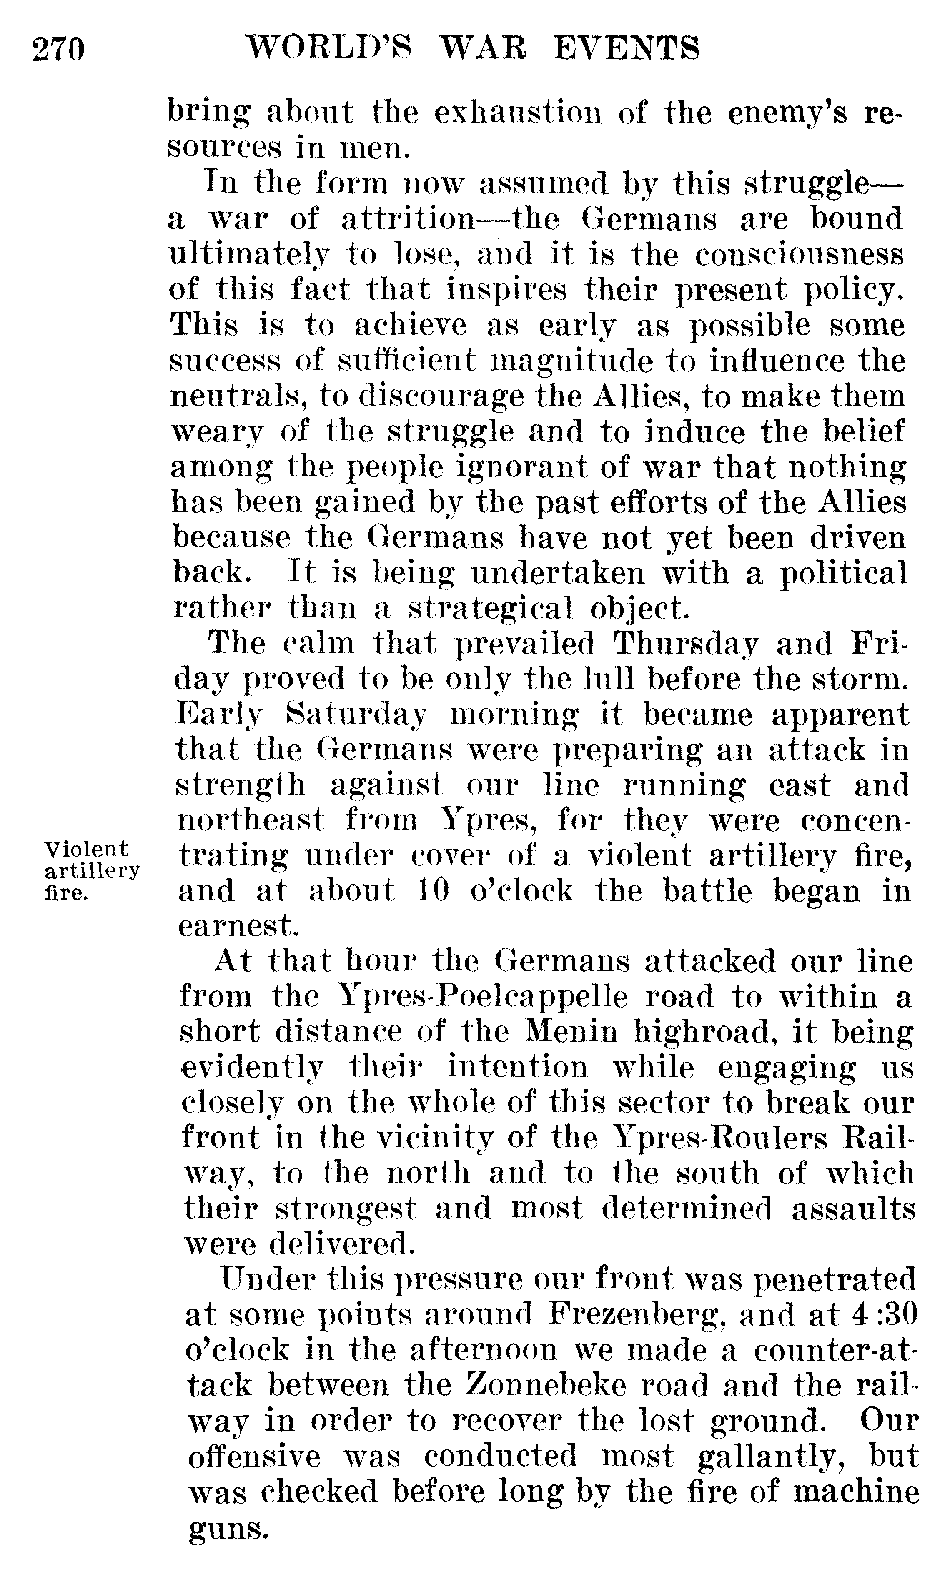 270 WORLD'S WAR EVENTS
bring about the exhaustion of the enemy's re-
sources in men.
In the form now assumed by this struggle—
a war of attrition—the Germans are bound
ultimately to lose, and it is the consciousness
of this fact that inspires their present policy.
This is to achieve as early as possible some
success of sufficient magnitude to influence the
neutrals, to discourage the Allies, to make them
weary of the struggle and to induce the belief
among the people ignorant of war that nothing
has been gained by the past efforts of the Allies
because the Germans have not yet been driven
back. It is being undertaken with a political
rather than a strategical object.
The calm that prevailed Thursday and Fri-
day proved to be only the lull before the storm.
Early Saturday morning it became apparent
that the Germans were preparing an attack in
strength against our line running east and
northeast from Ypres, for they were concen-
trating under cover of a violent artillery fire,
and at about 10 o'clock the battle began in
earnest.
Violent
artillery
fire.
At that hour the Germans attacked our line
from the Ypres-Poelcappelle road to within a
short distance of the Menin highroad, it being
evidently their intention while engaging us
closely on the whole of this sector to break our
front in the vicinity of the Ypres-Roulers Rail-
way, to the north and to the south of which
their strongest and most determined assaults
were delivered.
Under this pressure our front was penetrated
at some points around Frezenberg, and at 4:30
o'clock in the afternoon we made a counter-at-
tack between the Zonnebeke road and the rail-
way in order to recover the lost ground. Our
offensive was conducted most gallantly, but
was checked before long by the fire of machine
guns.